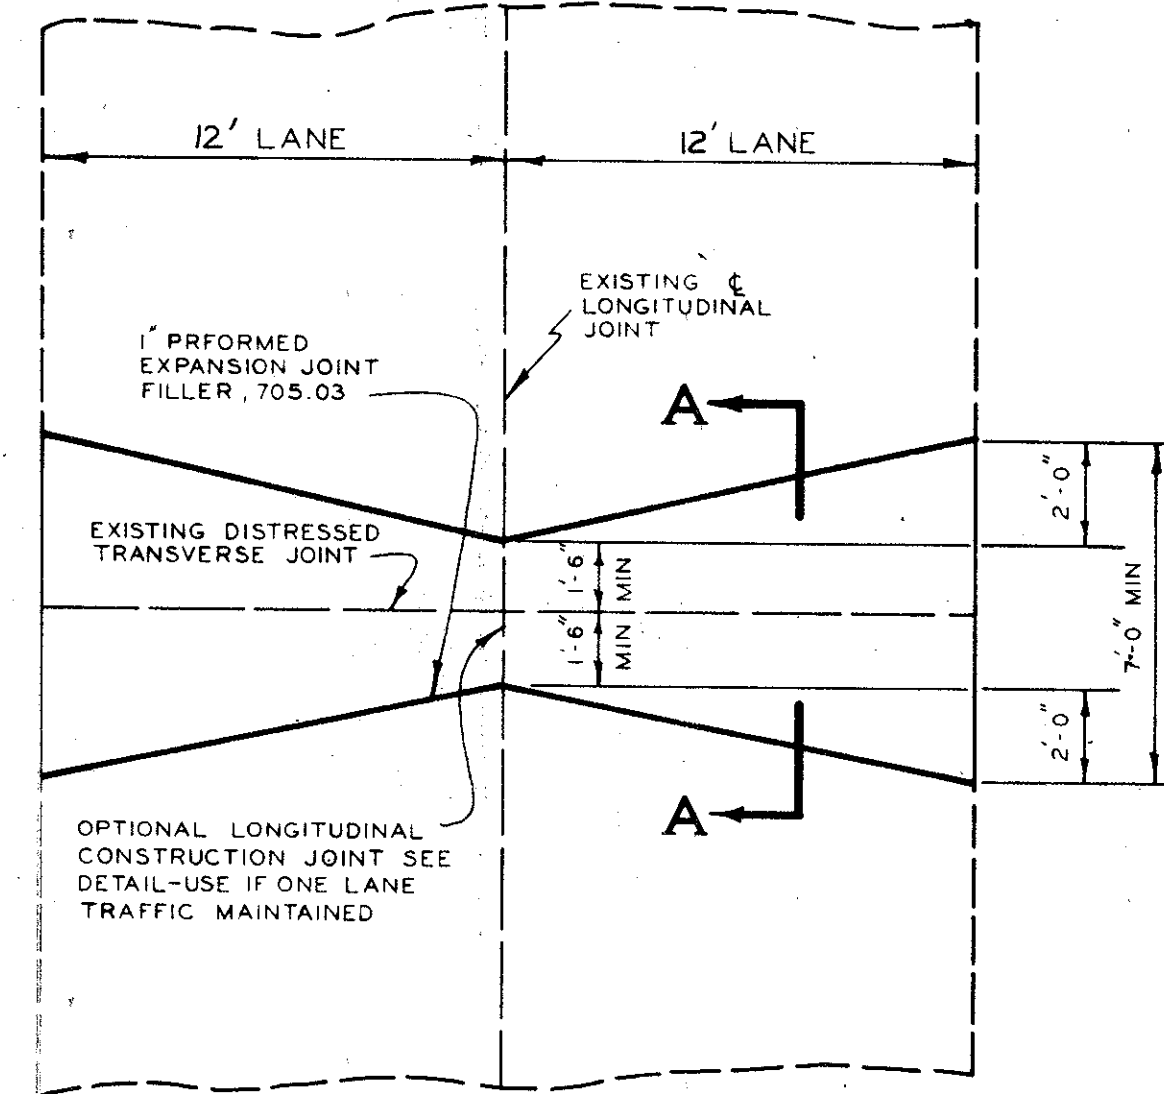 12' LANE
12' LANE
EXISTING ℄
LONGITUDINAL
JOINT
1" PRFORMED
EXPANSION JOINT
FILLER, 705.03
A
EXISTING DISTRESSED
TRANSVERSE JOINT
1'-6"
MIN
1'-6"
MIN
2'-0"
7'-0" MIN
2'-0"
A
OPTIONAL LONGITUDINAL
CONSTRUCTION JOINT SEE
DETAIL-USE IF ONE LANE
TRAFFIC MAINTAINED